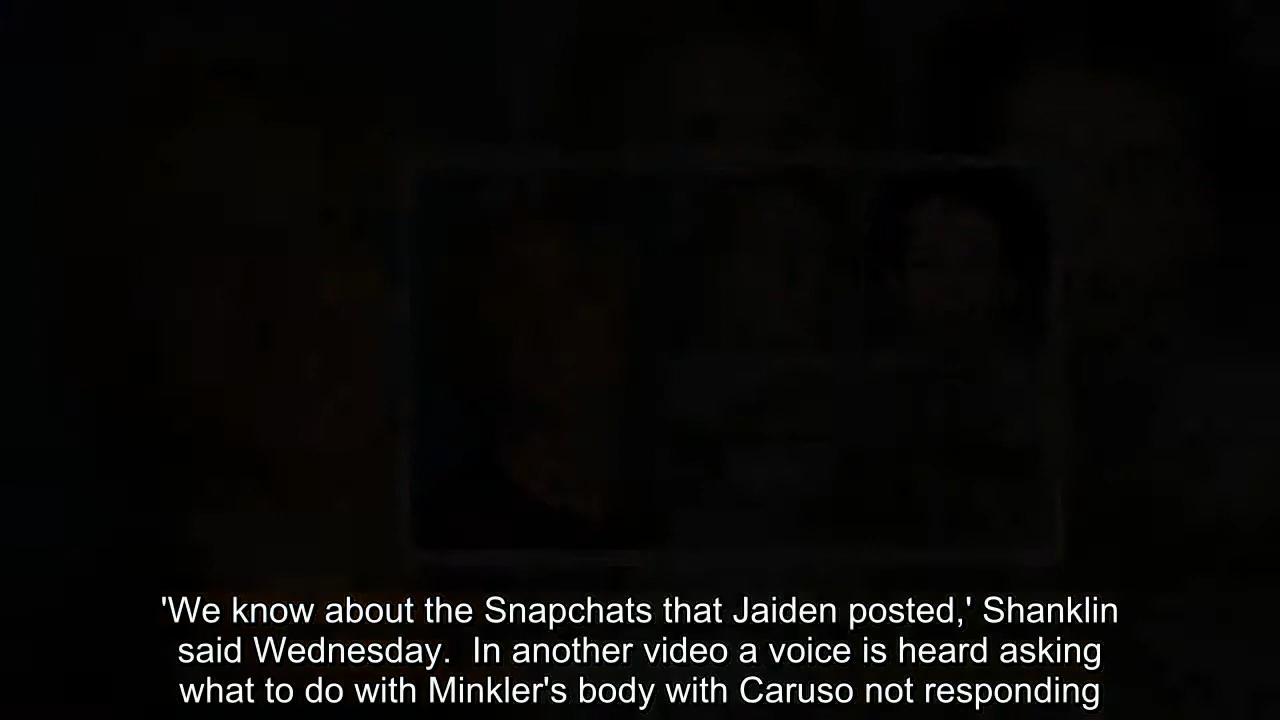 'We know about the Snapchats that Jaiden posted,' Shanklin
said Wednesday.  In another video a voice is heard asking
what to do with Minkler's body with Caruso not responding